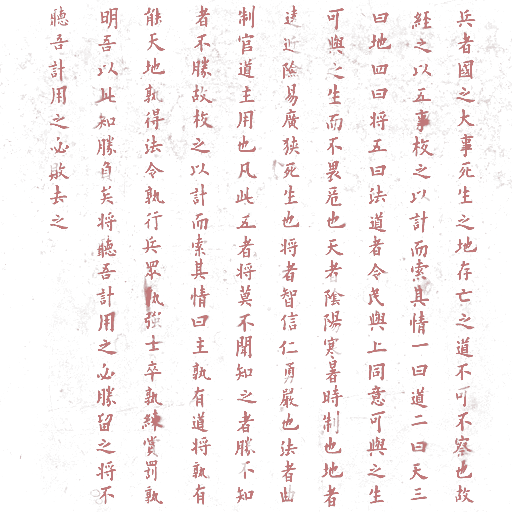 兵者國之大事死生之地存亡之道不可不察也故
經之以五事校之以計而索其情一曰道二曰天三
曰地四曰將五曰法道者令民與上同意可與之生
可與之生而不畏危也天者陰陽寒暑時制也地者
遠近險易廣狹死生也將者智信仁勇嚴也法者曲
制官道主用也凡此五者將莫不聞知之者勝不知
者不勝故校之以計而索其情曰主孰有道將孰有
能天地孰得法令孰行兵眾孰強士卒孰練賞罰孰
明吾以此知勝負矣將聽吾計用之必勝留之將不
聽吾計用之必敗去之